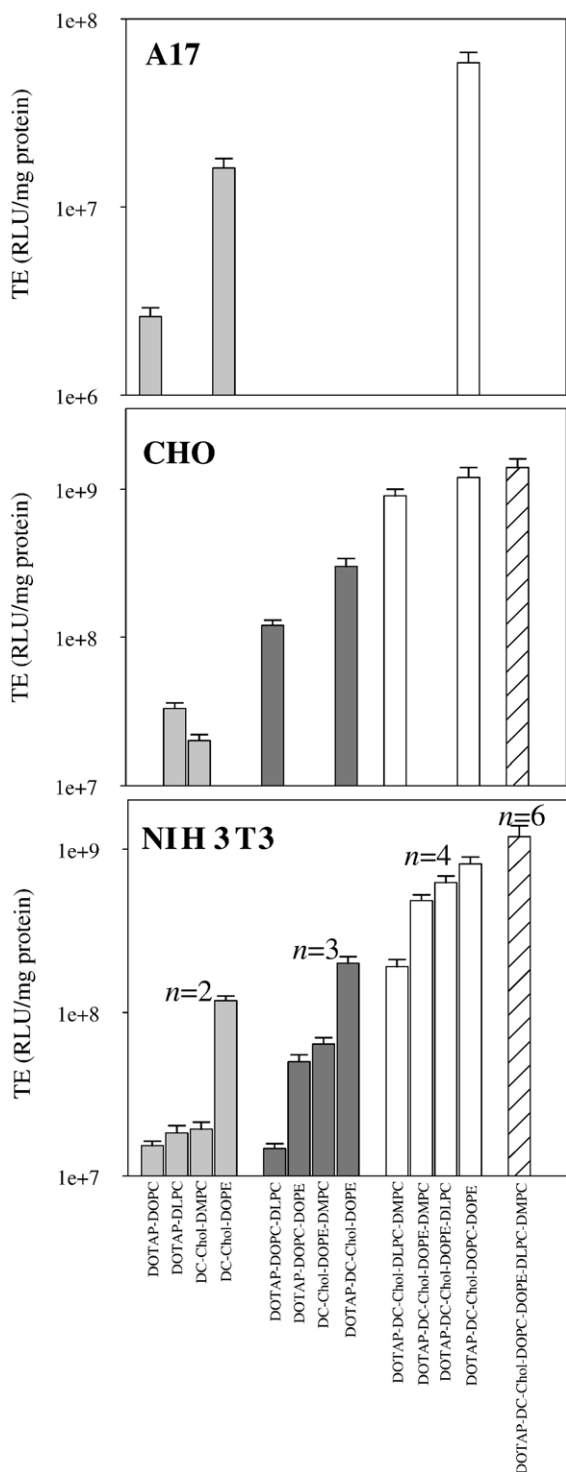 1e+8
A17
TE (RLU/mg protein)
1e+7
1e+6
CHO
1e+9
TE (RLU/mg protein)
1e+8
1e+7
NIH 3T3
n=6
1e+9
n=4
TE (RLU/mg protein)
n=3
n=2
1e+8
1e+7
DOTAP-DOPC
DOTAP-DLPC
DC-Chol-DMPC
DC-Chol-DOPE
DOTAP-DOPC-DLPC
DOTAP-DOPC-DOPE
DC-Chol-DOPE-DMPC
DOTAP-DC-Chol-DOPE
DOTAP-DC-Chol-DLPC-DMPC
DOTAP-DC-Chol-DOPE-DMPC
DOTAP-DC-Chol-DOPE-DLPC
DOTAP-DC-Chol-DOPC-DOPE
DOTAP-DC-Chol-DOPC-DOPE-DLPC-DMPC